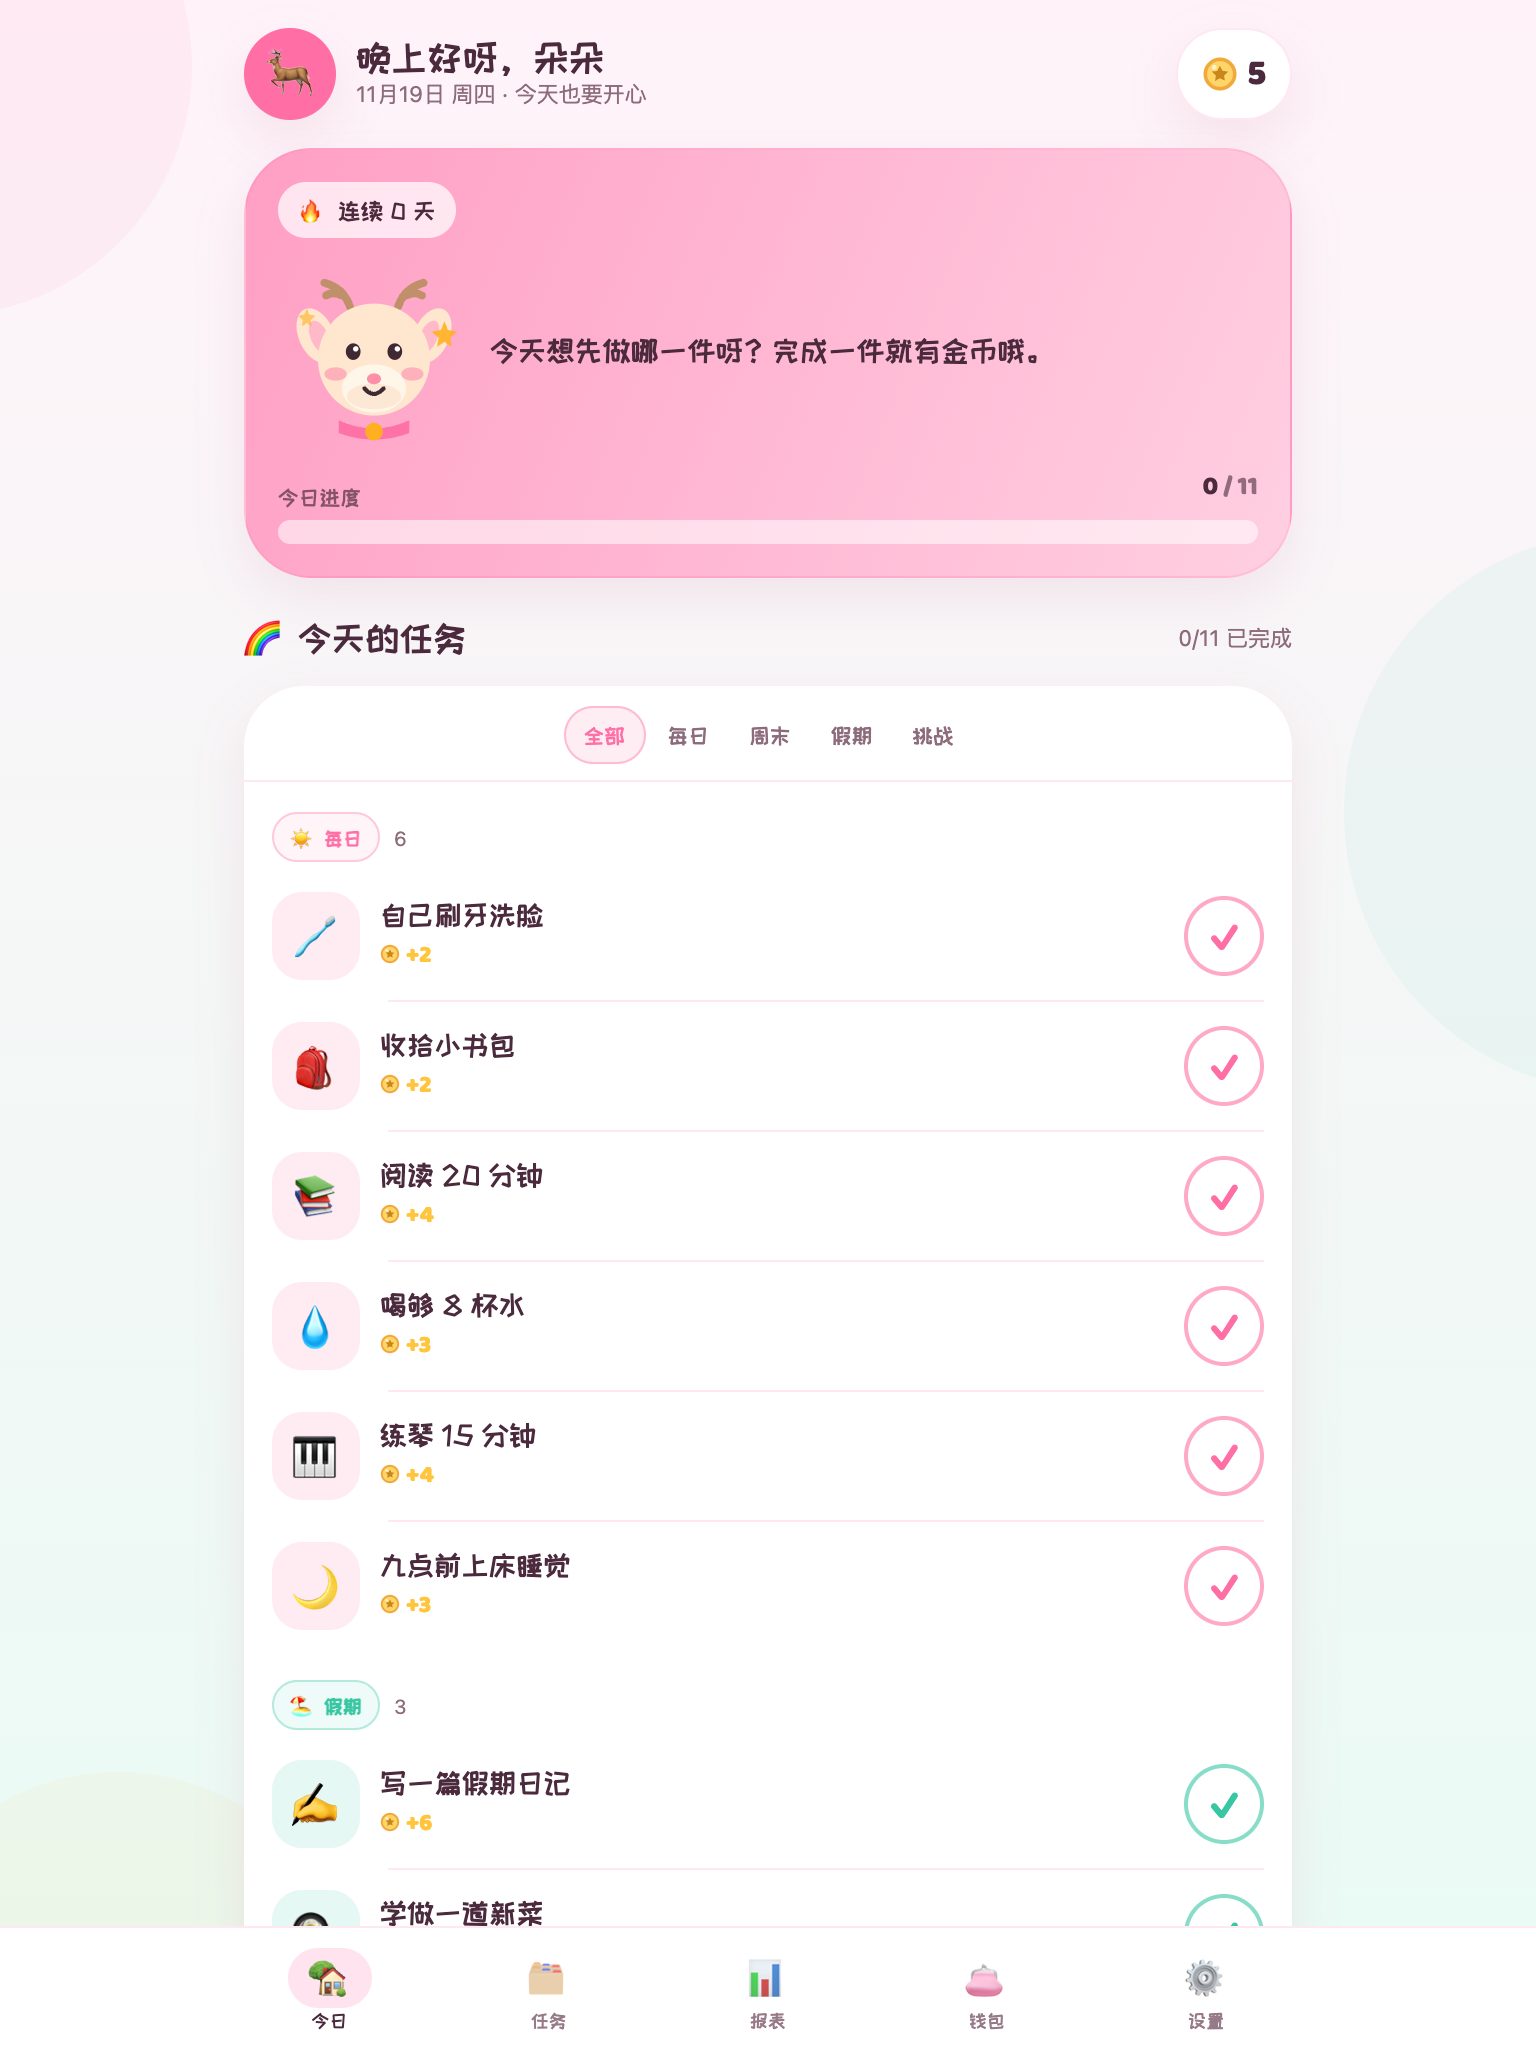 晚上好呀，朵朵
11月19日 周四 · 今天也要开心
5
连续 0 天
今天想先做哪一件呀？完成一件就有金币哦。
今日进度
0 / 11
今天的任务
0/11 已完成
全部 每日 周末 假期 挑战
每日 6
自己刷牙洗脸
+2
收拾小书包
+2
阅读 20 分钟
+4
喝够 8 杯水
+3
练琴 15 分钟
+4
九点前上床睡觉
+3
假期 3
写一篇假期日记
+6
学做一道新菜
今日 任务 报表 钱包 设置